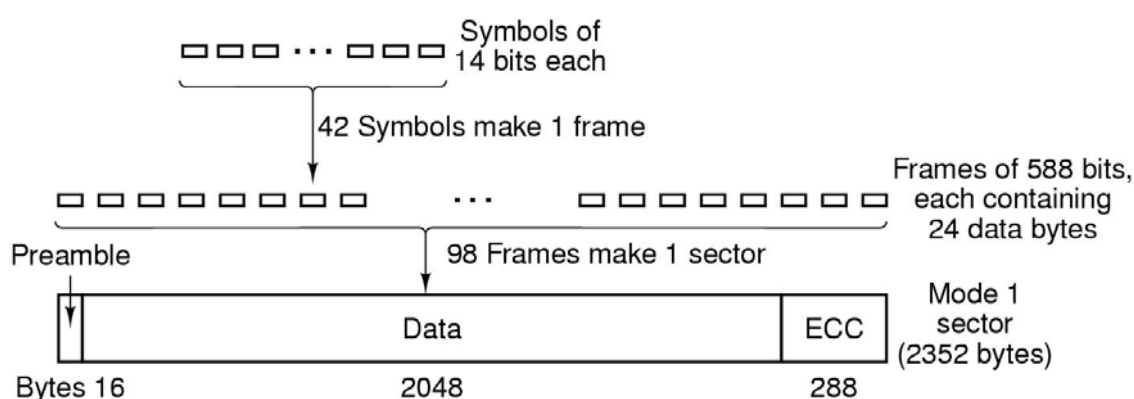 Symbols of
14 bits each
42 Symbols make 1 frame
Frames of 588 bits,
each containing
24 data bytes
Preamble
98 Frames make 1 sector
Data
ECC
Mode 1
sector
(2352 bytes)
Bytes 16
2048
288